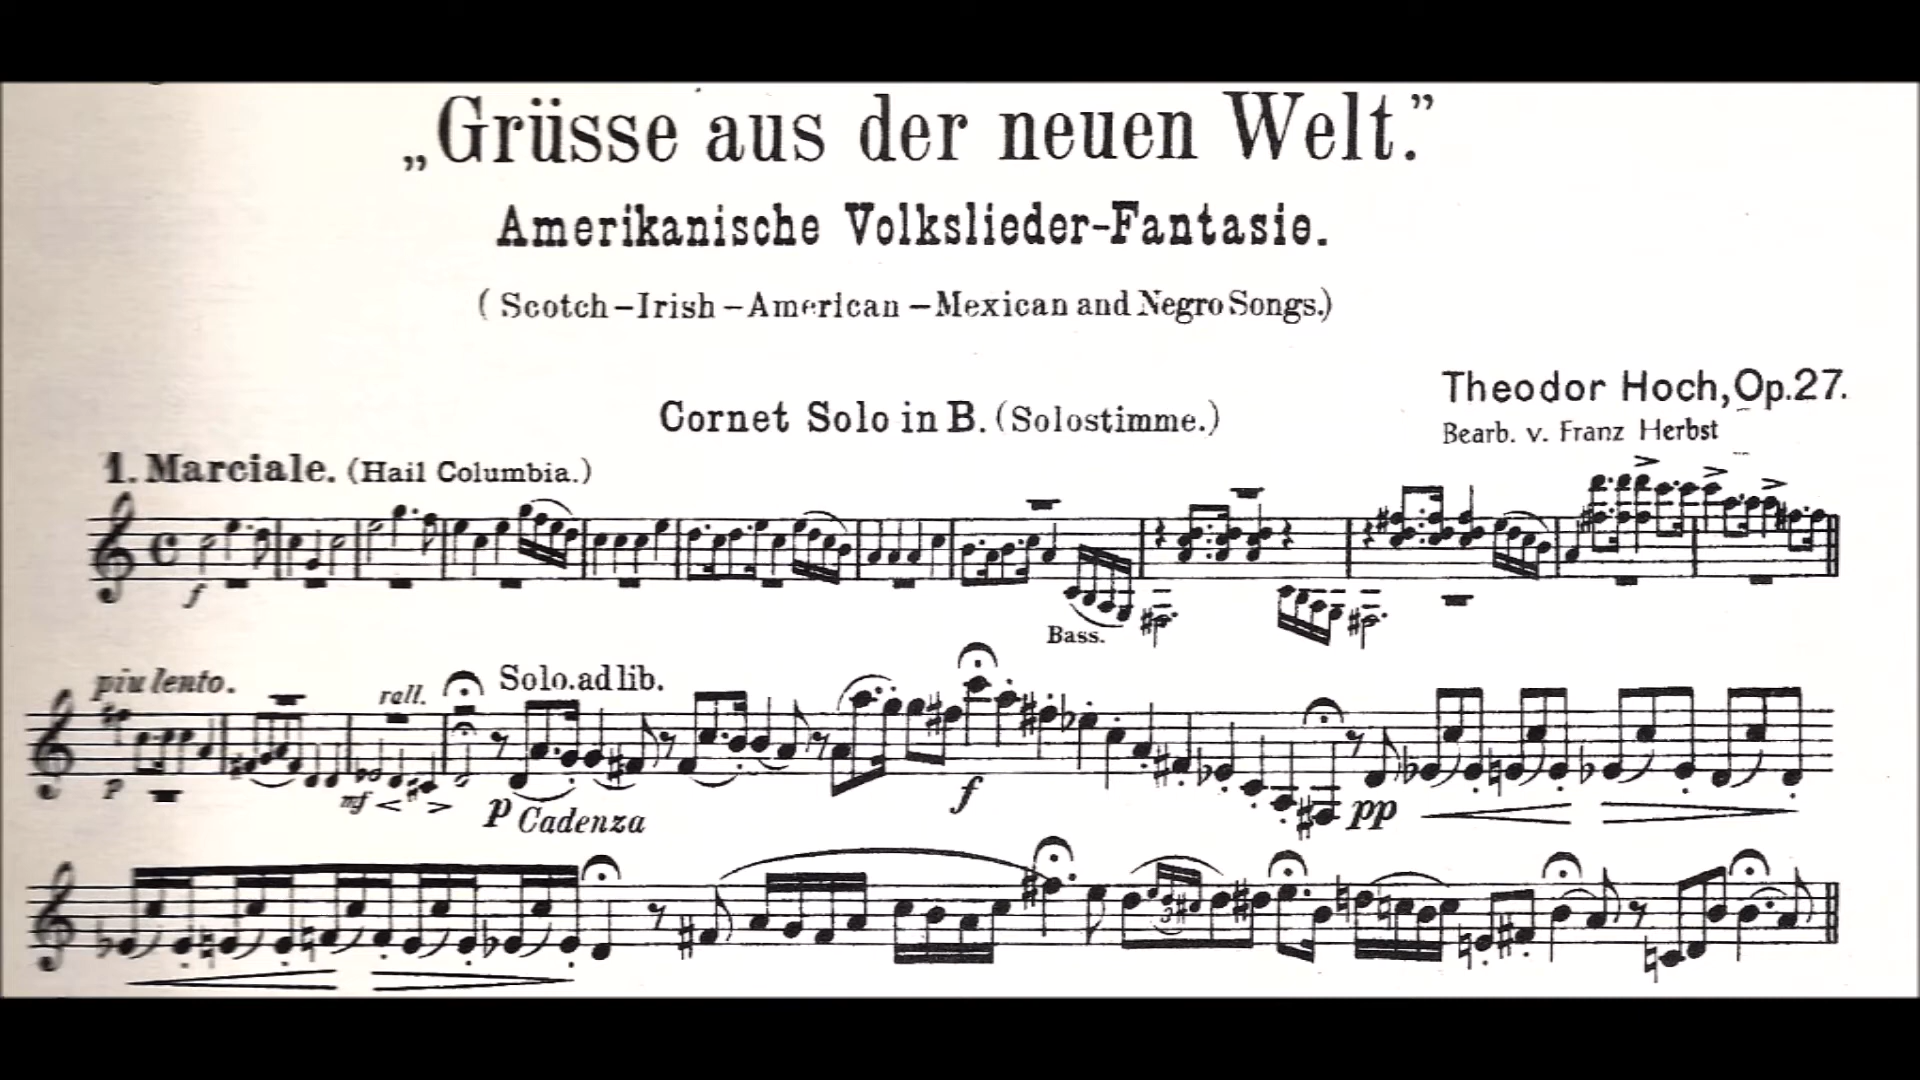 „Grüsse aus der neuen Welt."
Amerikanische Volkslieder-Fantasie.
(Scotch-Irish-American-Mexican and Negro Songs.)
Theodor Hoch, Op. 27.
Cornet Solo in B. (Solostimme.)
Bearb. v. Franz Herbst
1. Marciale. (Hail Columbia.)
f
Bass.
piu lento.
rall.
Solo. ad lib.
p
mf
p Cadenza
f
pp
3